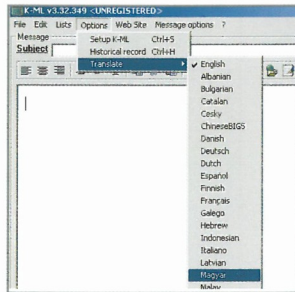 K-ML v3.32.349 <UNREGISTERED>
File Edit Lists Options Web Site Message options ?
Message
Subject
Setup K-ML Ctrl+S
Historical record Ctrl+H
Translate
English
Albanian
Bulgarian
Catalan
Cesky
ChineseBIG5
Danish
Deutsch
Dutch
Español
Finnish
Français
Galego
Hebrew
Indonesian
Italiano
Latvian
Magyar
Malay